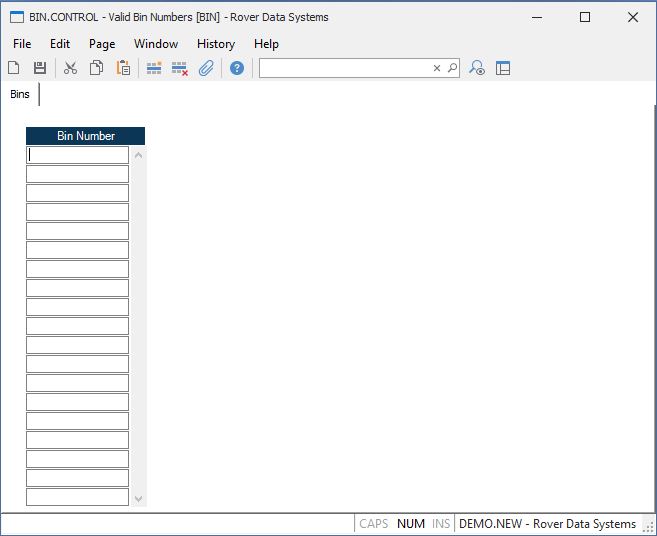 BIN.CONTROL - Valid Bin Numbers [BIN] - Rover Data Systems
File Edit Page Window History Help
Bins
Bin Number
CAPS NUM INS DEMO.NEW - Rover Data Systems